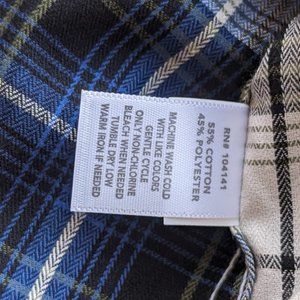 RN# 104141
55% COTTON
45% POLYESTER
MACHINE WASH COLD
WITH LIKE COLORS
GENTLE CYCLE
ONLY NON-CHLORINE
BLEACH WHEN NEEDED
TUMBLE DRY LOW
WARM IRON IF NEEDED